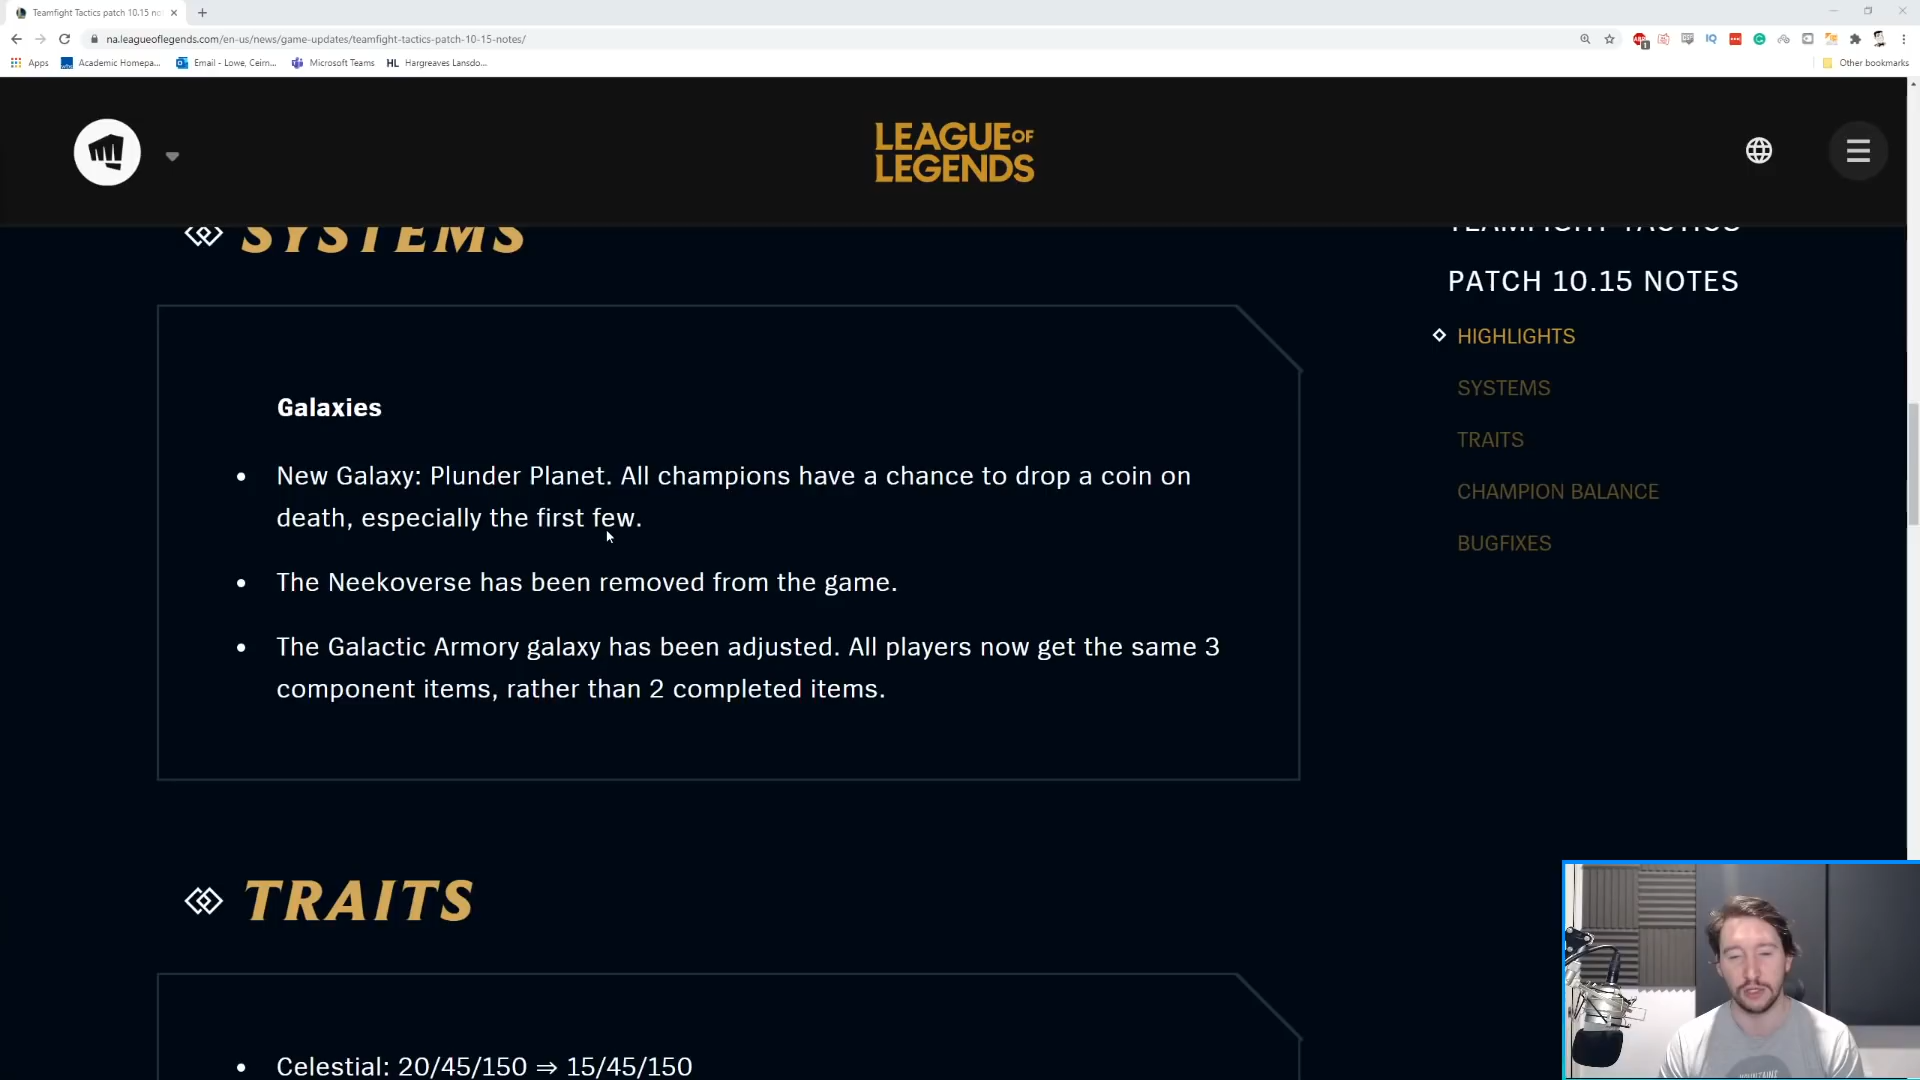 Teamfight Tactics patch 10.15 no
na.leagueoflegends.com/en-us/news/game-updates/teamfight-tactics-patch-10-15-notes/
Apps
Academic Homepa...
Email - Lowe, Ceirn...
Microsoft Teams
HL Hargreaves Lansdo...
Other bookmarks
LEAGUE OF
LEGENDS
SYSTEMS
TEAMFIGHT TACTICS
PATCH 10.15 NOTES
HIGHLIGHTS
SYSTEMS
TRAITS
CHAMPION BALANCE
BUGFIXES
Galaxies
• New Galaxy: Plunder Planet. All champions have a chance to drop a coin on
death, especially the first few.
• The Neekoverse has been removed from the game.
• The Galactic Armory galaxy has been adjusted. All players now get the same 3
component items, rather than 2 completed items.
TRAITS
• Celestial: 20/45/150 ⇒ 15/45/150